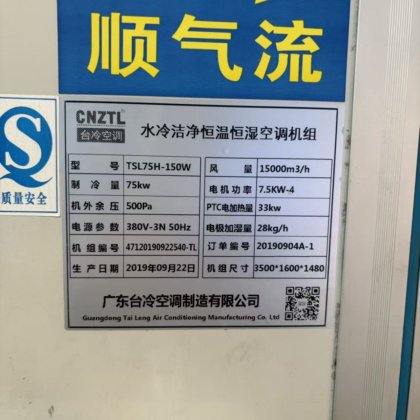 顺气流
CNZTL
台冷空调
水冷洁净恒温恒湿空调机组
型号 TSL75H-150W 风量 15000m3/h
制冷量 75kw 电机功率 7.5KW-4
机外余压 500Pa PTC电加热量 33kw
电源参数 380V-3N 50Hz 电极加湿量 28kg/h
机组编号 47120190922540-TL 订单编号 20190904A-1
生产日期 2019年09月22日 机组尺寸 3500*1600*1480
广东台冷空调制造有限公司
Guangdong Tai Leng Air Conditioning Manufacturing Co. Ltd
质量安全